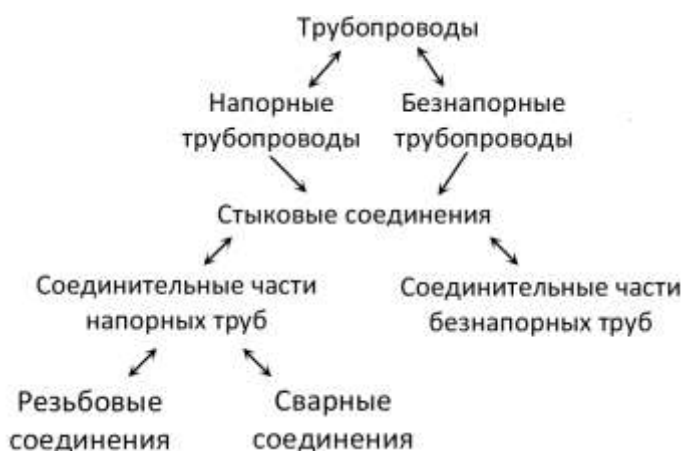 Трубопроводы
Напорные
трубопроводы
Безнапорные
трубопроводы
Стыковые соединения
Соединительные части
напорных труб
Соединительные части
безнапорных труб
Резьбовые
соединения
Сварные
соединения